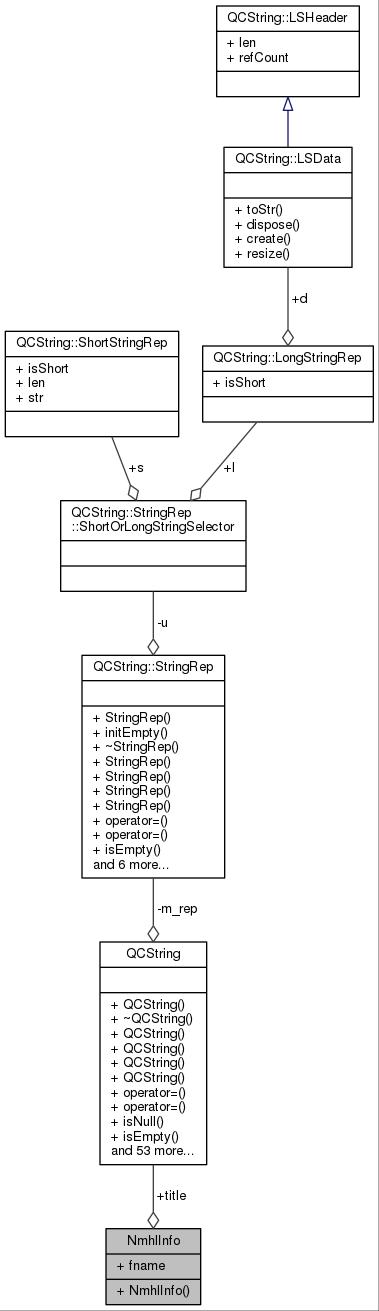 QCString::LSHeader
+ len
+ refCount
QCString::LSData
+ toStr()
+ dispose()
+ create()
+ resize()
+d
QCString::ShortStringRep
+ isShort
+ len
+ str
QCString::LongStringRep
+ isShort
+s
+l
QCString::StringRep
::ShortOrLongStringSelector
-u
QCString::StringRep
+ StringRep()
+ initEmpty()
+ ~StringRep()
+ StringRep()
+ StringRep()
+ StringRep()
+ StringRep()
+ operator=()
+ operator=()
+ isEmpty()
and 6 more...
-m_rep
QCString
+ QCString()
+ ~QCString()
+ QCString()
+ QCString()
+ QCString()
+ QCString()
+ operator=()
+ operator=()
+ isNull()
+ isEmpty()
and 53 more...
+title
NmhlInfo
+ fname
+ NmhlInfo()